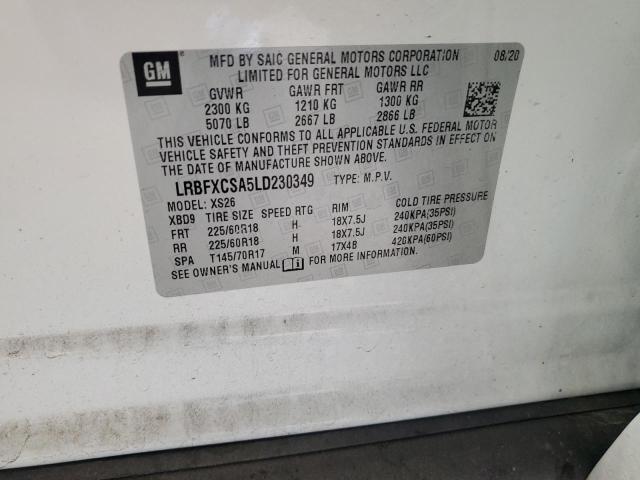 GM
MFD BY SAIC GENERAL MOTORS CORPORATION 08/20
LIMITED FOR GENERAL MOTORS LLC
GVWR GAWR FRT GAWR RR
2300 KG 1210 KG 1300 KG
5070 LB 2667 LB 2866 LB
THIS VEHICLE CONFORMS TO ALL APPLICABLE U.S. FEDERAL MOTOR
VEHICLE SAFETY AND THEFT PREVENTION STANDARDS IN EFFECT ON
THE DATE OF MANUFACTURE SHOWN ABOVE.
LRBFXCSA5LD230349 TYPE: M.P.V.
MODEL: XS26
XBD9 TIRE SIZE SPEED RTG RIM COLD TIRE PRESSURE
FRT 225/60R18 H 18X7.5J 240KPA(35PSI)
RR 225/60R18 H 18X7.5J 240KPA(35PSI)
SPA T145/70R17 M 17X4B 420KPA(60PSI)
SEE OWNER'S MANUAL FOR MORE INFORMATION.